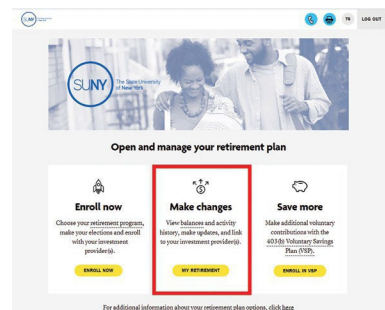 SUNY
TG
LOG OUT
SUNY
The State University
of New York
Open and manage your retirement plan
Enroll now
Choose your retirement program,
make your elections and enroll
with your investment
provider(s).
ENROLL NOW
Make changes
View balances and activity
history, make updates, and link
to your investment provider(s).
MY RETIREMENT
Save more
Make additional voluntary
contributions with the
403(b) Voluntary Savings
Plan (VSP).
ENROLL IN VSP
For additional information about your retirement plan options, click here